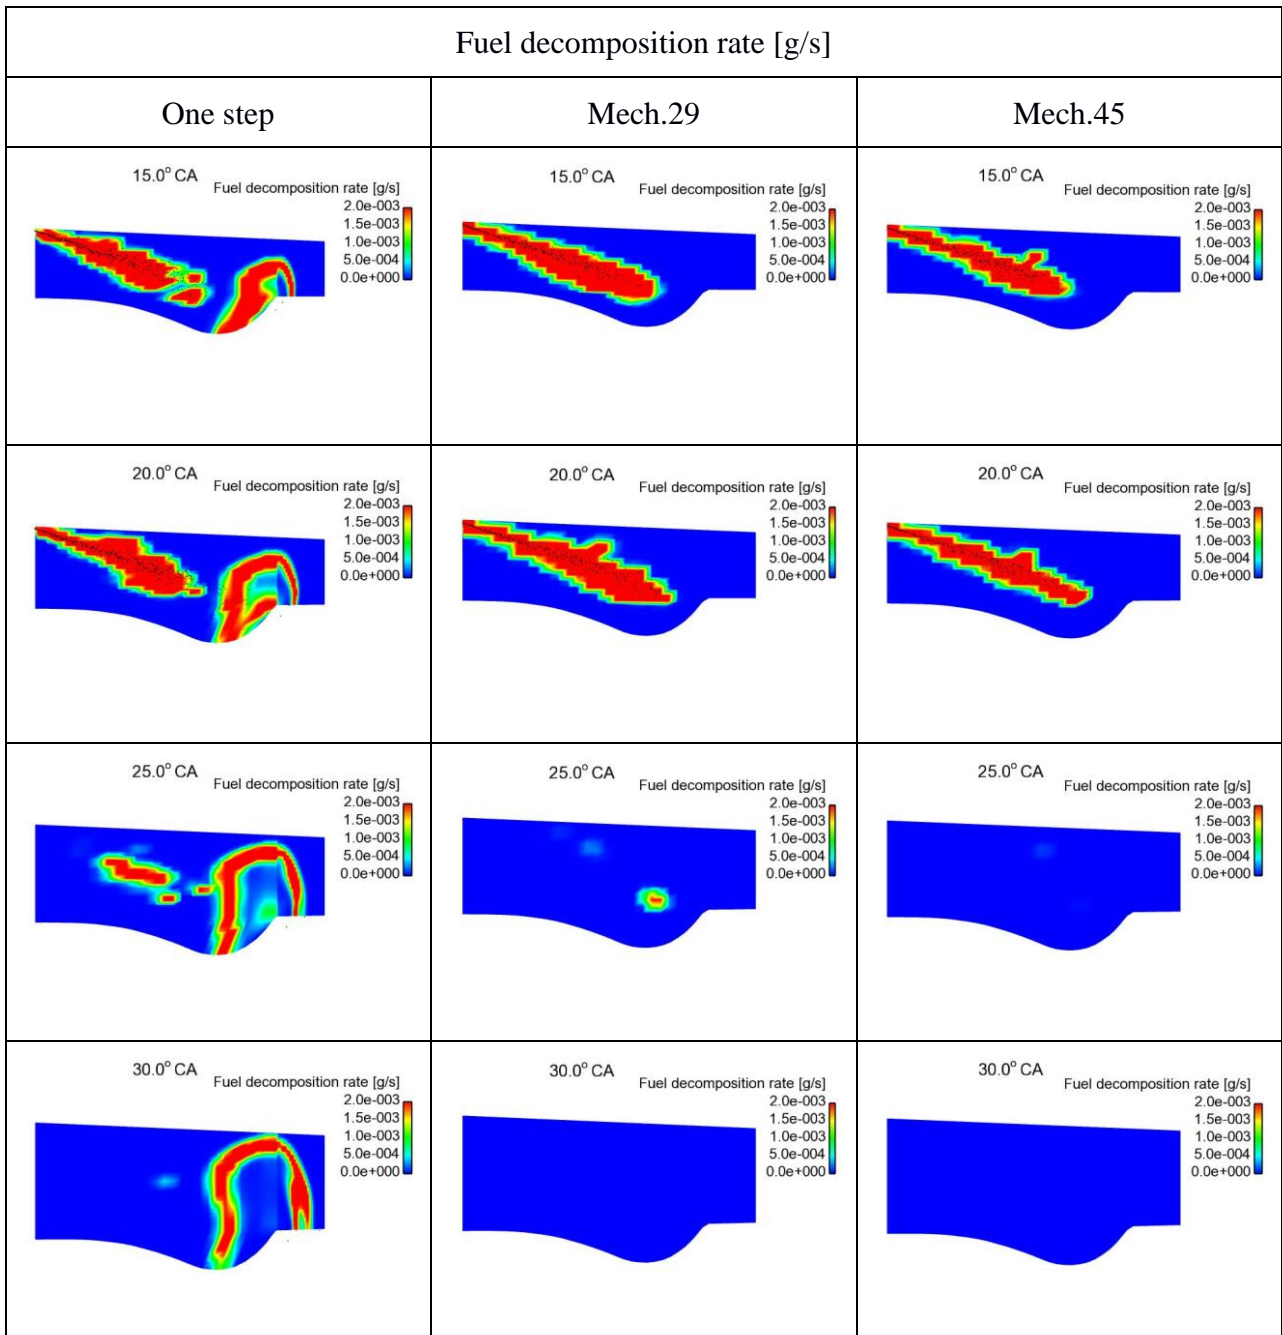 Fuel decomposition rate [g/s]
One step
Mech.29
Mech.45
15.0° CA
Fuel decomposition rate [g/s]
2.0e-003
1.5e-003
1.0e-003
5.0e-004
0.0e+000
15.0° CA
Fuel decomposition rate [g/s]
2.0e-003
1.5e-003
1.0e-003
5.0e-004
0.0e+000
15.0° CA
Fuel decomposition rate [g/s]
2.0e-003
1.5e-003
1.0e-003
5.0e-004
0.0e+000
20.0° CA
Fuel decomposition rate [g/s]
2.0e-003
1.5e-003
1.0e-003
5.0e-004
0.0e+000
20.0° CA
Fuel decomposition rate [g/s]
2.0e-003
1.5e-003
1.0e-003
5.0e-004
0.0e+000
20.0° CA
Fuel decomposition rate [g/s]
2.0e-003
1.5e-003
1.0e-003
5.0e-004
0.0e+000
25.0° CA
Fuel decomposition rate [g/s]
2.0e-003
1.5e-003
1.0e-003
5.0e-004
0.0e+000
25.0° CA
Fuel decomposition rate [g/s]
2.0e-003
1.5e-003
1.0e-003
5.0e-004
0.0e+000
25.0° CA
Fuel decomposition rate [g/s]
2.0e-003
1.5e-003
1.0e-003
5.0e-004
0.0e+000
30.0° CA
Fuel decomposition rate [g/s]
2.0e-003
1.5e-003
1.0e-003
5.0e-004
0.0e+000
30.0° CA
Fuel decomposition rate [g/s]
2.0e-003
1.5e-003
1.0e-003
5.0e-004
0.0e+000
30.0° CA
Fuel decomposition rate [g/s]
2.0e-003
1.5e-003
1.0e-003
5.0e-004
0.0e+000